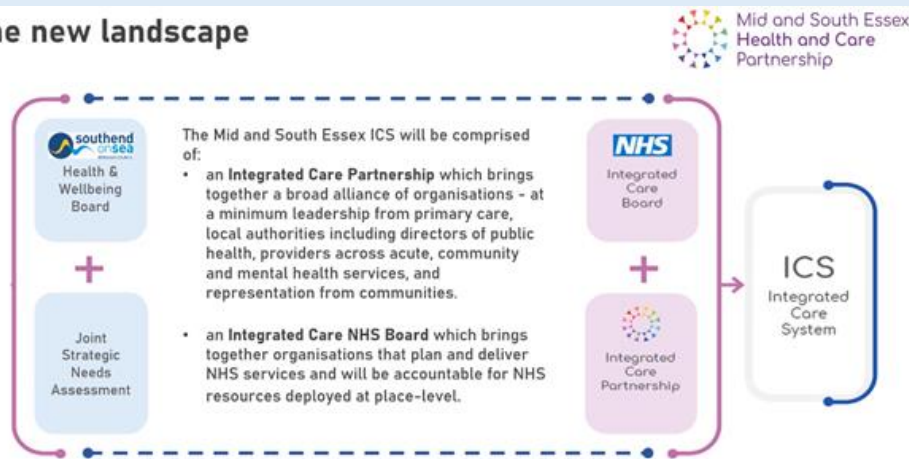 e new landscape
Mid and South Essex
Health and Care
Partnership
southend
on sea
Health &
Wellbeing
Board
+
Joint
Strategic
Needs
Assessment
The Mid and South Essex ICS will be comprised
of:
• an Integrated Care Partnership which brings
together a broad alliance of organisations - at
a minimum leadership from primary care,
local authorities including directors of public
health, providers across acute, community
and mental health services, and
representation from communities.
• an Integrated Care NHS Board which brings
together organisations that plan and deliver
NHS services and will be accountable for NHS
resources deployed at place-level.
NHS
Integrated
Care
Board
+
Integrated
Care
Partnership
ICS
Integrated
Care
System